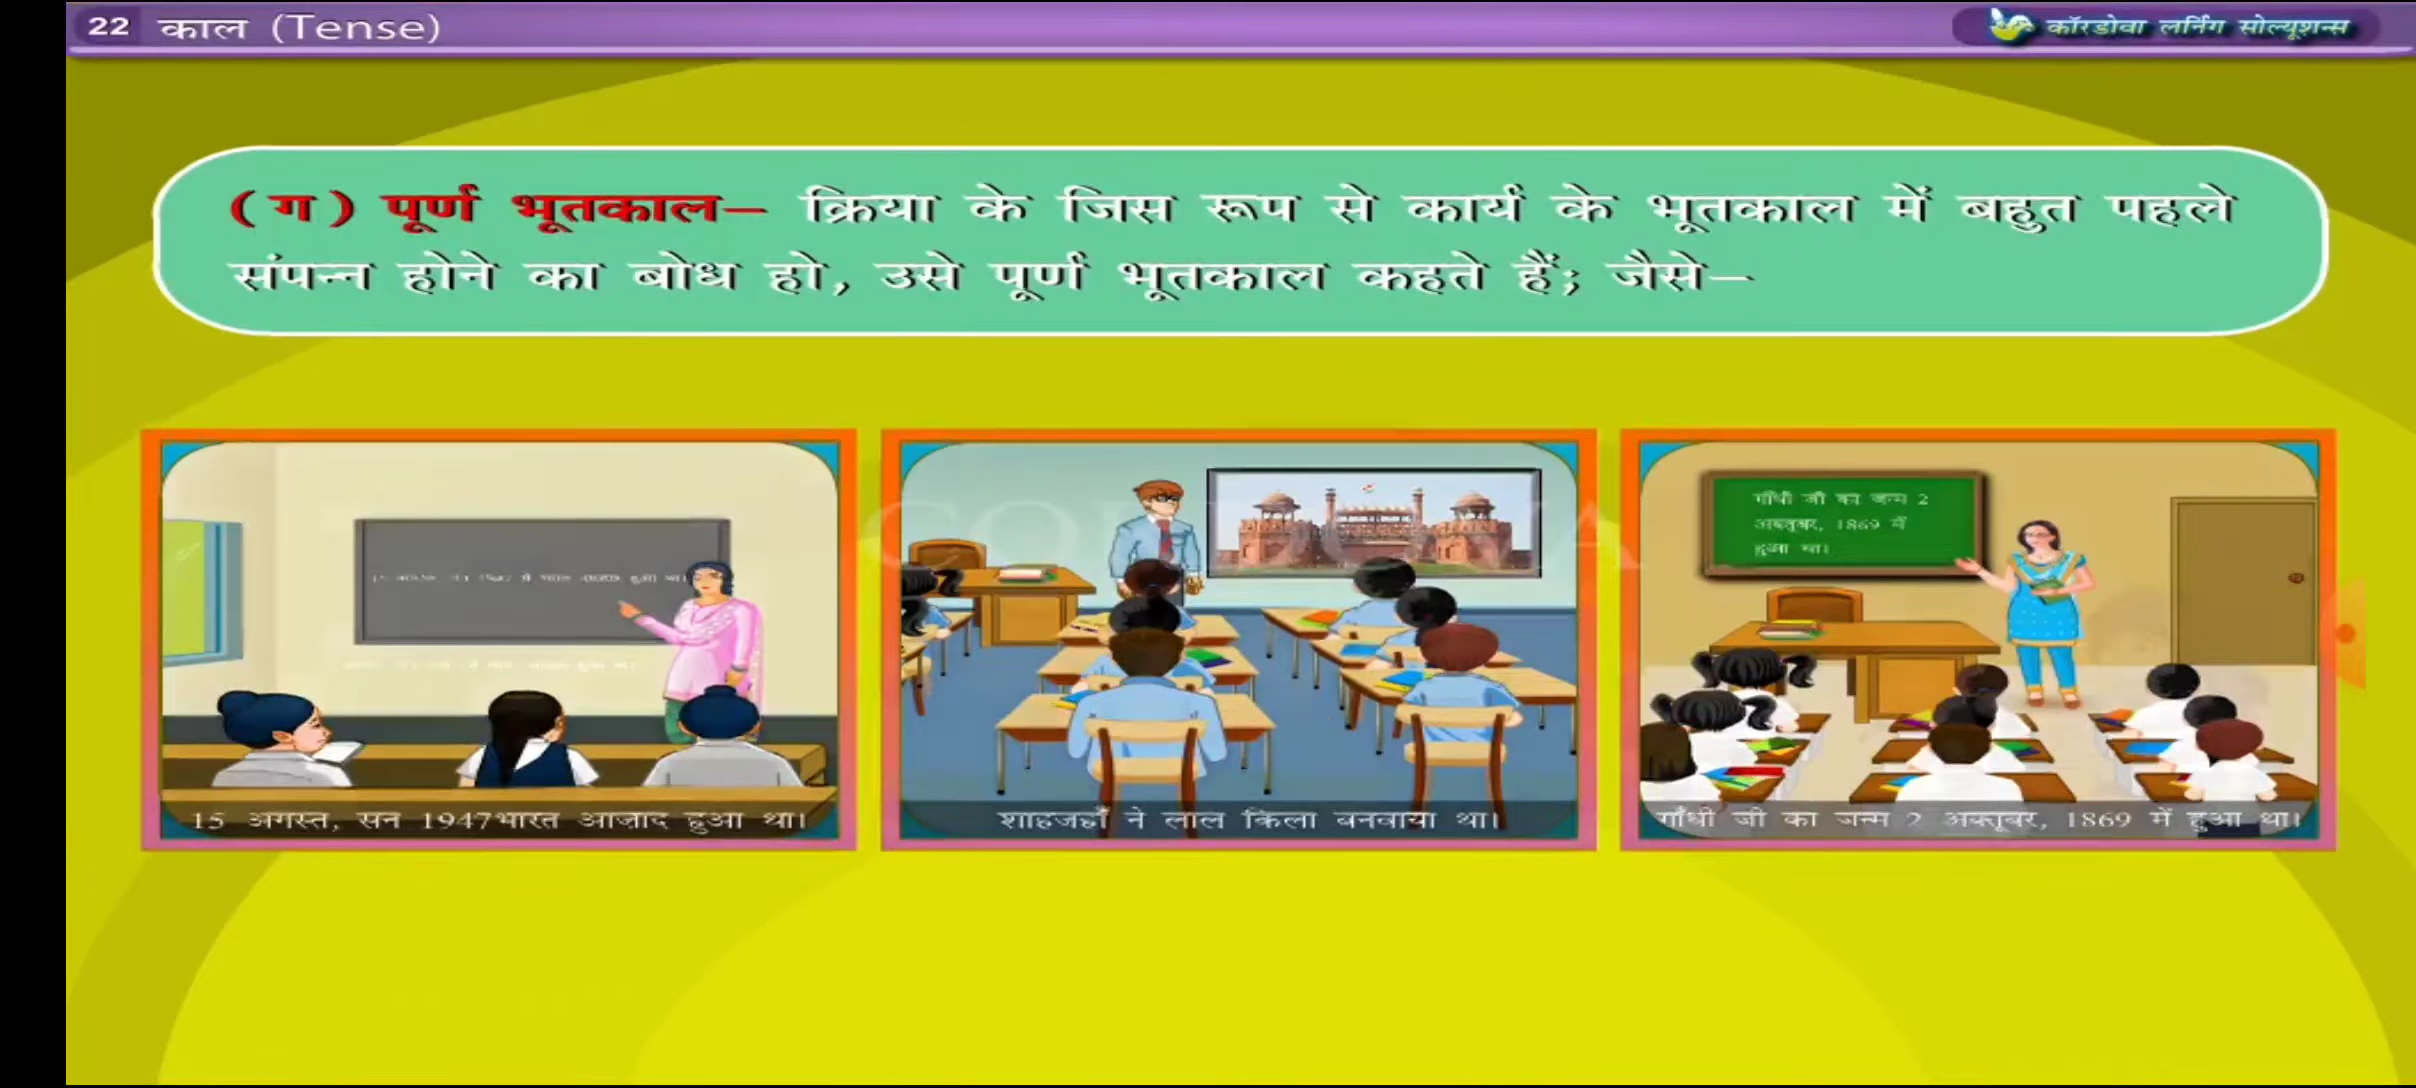 22 काल (Tense)
कॉरडोवा लर्निंग सोल्यूशन्स
(ग) पूर्ण भूतकाल– क्रिया के जिस रूप से कार्य के भूतकाल में बहुत पहले
संपन्न होने का बोध हो, उसे पूर्ण भूतकाल कहते हैं; जैसे–
CORDOVA
गाँधी जी का जन्म 2
अक्तूबर, 1869 में
हुआ था।
15 अगस्त, सन 1947भारत आज़ाद हुआ था।
शाहजहाँ ने लाल किला बनवाया था।
गाँधी जी का जन्म 2 अक्तूबर, 1869 में हुआ था।